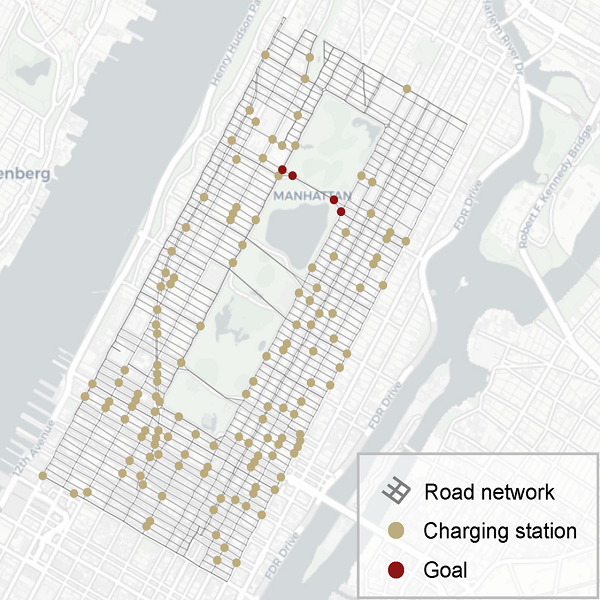 Henry Hudson Pa
Harlem River Dr
enberg
MANHATTAN
FDR Drive
Robert F. Kennedy Bridge
FDR Drive
12th Avenue
FDR Drive
Road network
Charging station
Goal